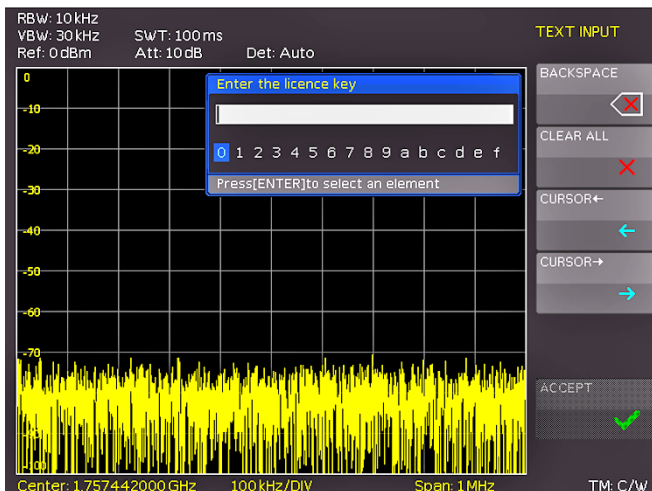 RBW: 10 kHz
VBW: 30 kHz SWT: 100 ms
Ref: 0 dBm Att: 10 dB Det: Auto
TEXT INPUT
0
-10
-20
-30
-40
-50
-60
-70
Enter the licence key
0 1 2 3 4 5 6 7 8 9 a b c d e f
Press[ENTER]to select an element
BACKSPACE
CLEAR ALL
CURSOR←
CURSOR→
ACCEPT
Center: 1.757442000 GHz 100 kHz/DIV Span: 1 MHz TM: C/W